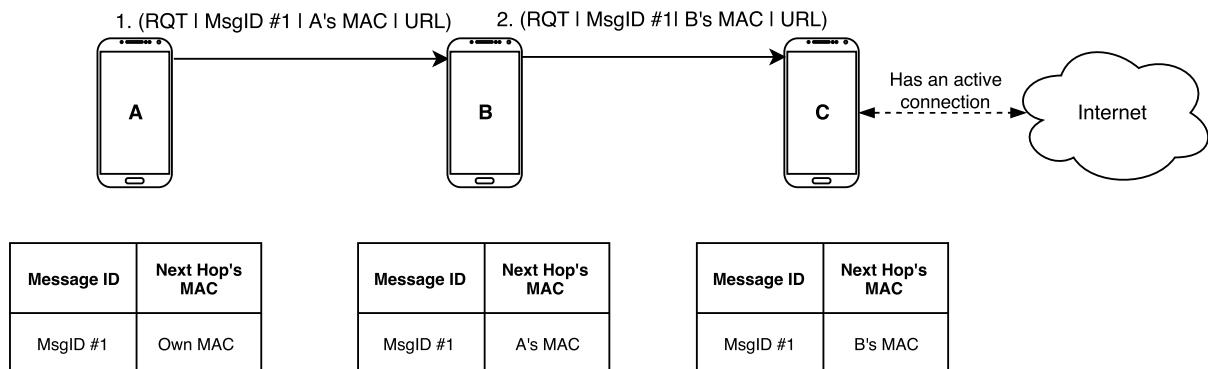 1. (RQT | MsgID #1 | A's MAC | URL)
2. (RQT | MsgID #1| B's MAC | URL)
A
B
C
Has an active
connection
Internet
Message ID
Next Hop's
MAC
MsgID #1
Own MAC
Message ID
Next Hop's
MAC
MsgID #1
A's MAC
Message ID
Next Hop's
MAC
MsgID #1
B's MAC